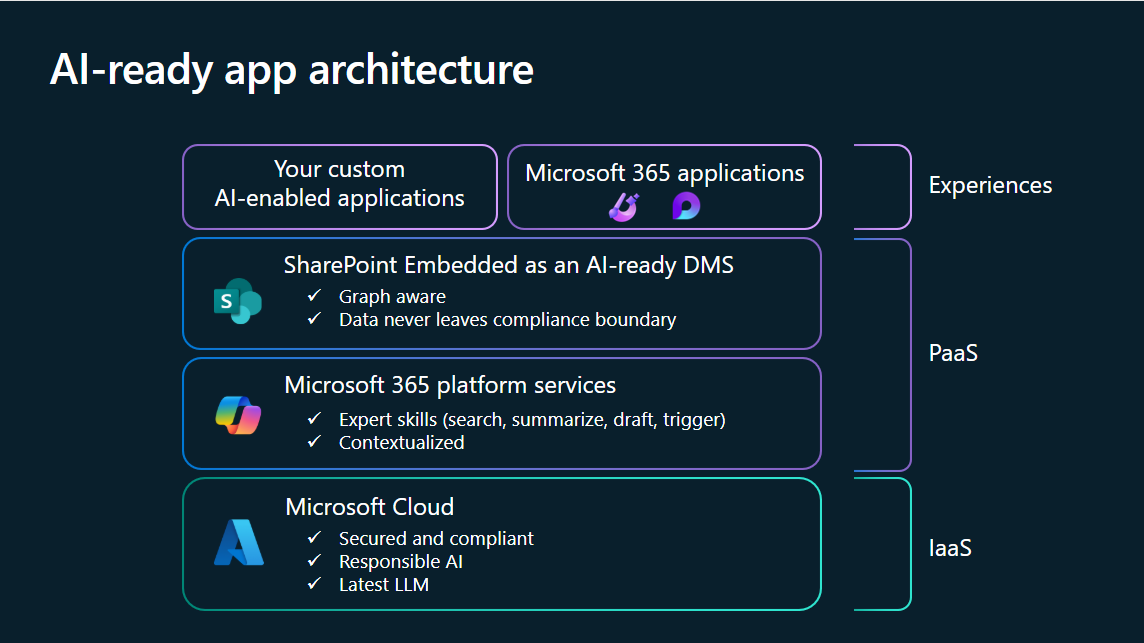 AI-ready app architecture
Your custom
AI-enabled applications
Microsoft 365 applications
Experiences
SharePoint Embedded as an AI-ready DMS
S
✓ Graph aware
✓ Data never leaves compliance boundary
PaaS
Microsoft 365 platform services
✓ Expert skills (search, summarize, draft, trigger)
✓ Contextualized
Microsoft Cloud
✓ Secured and compliant
✓ Responsible AI
✓ Latest LLM
IaaS